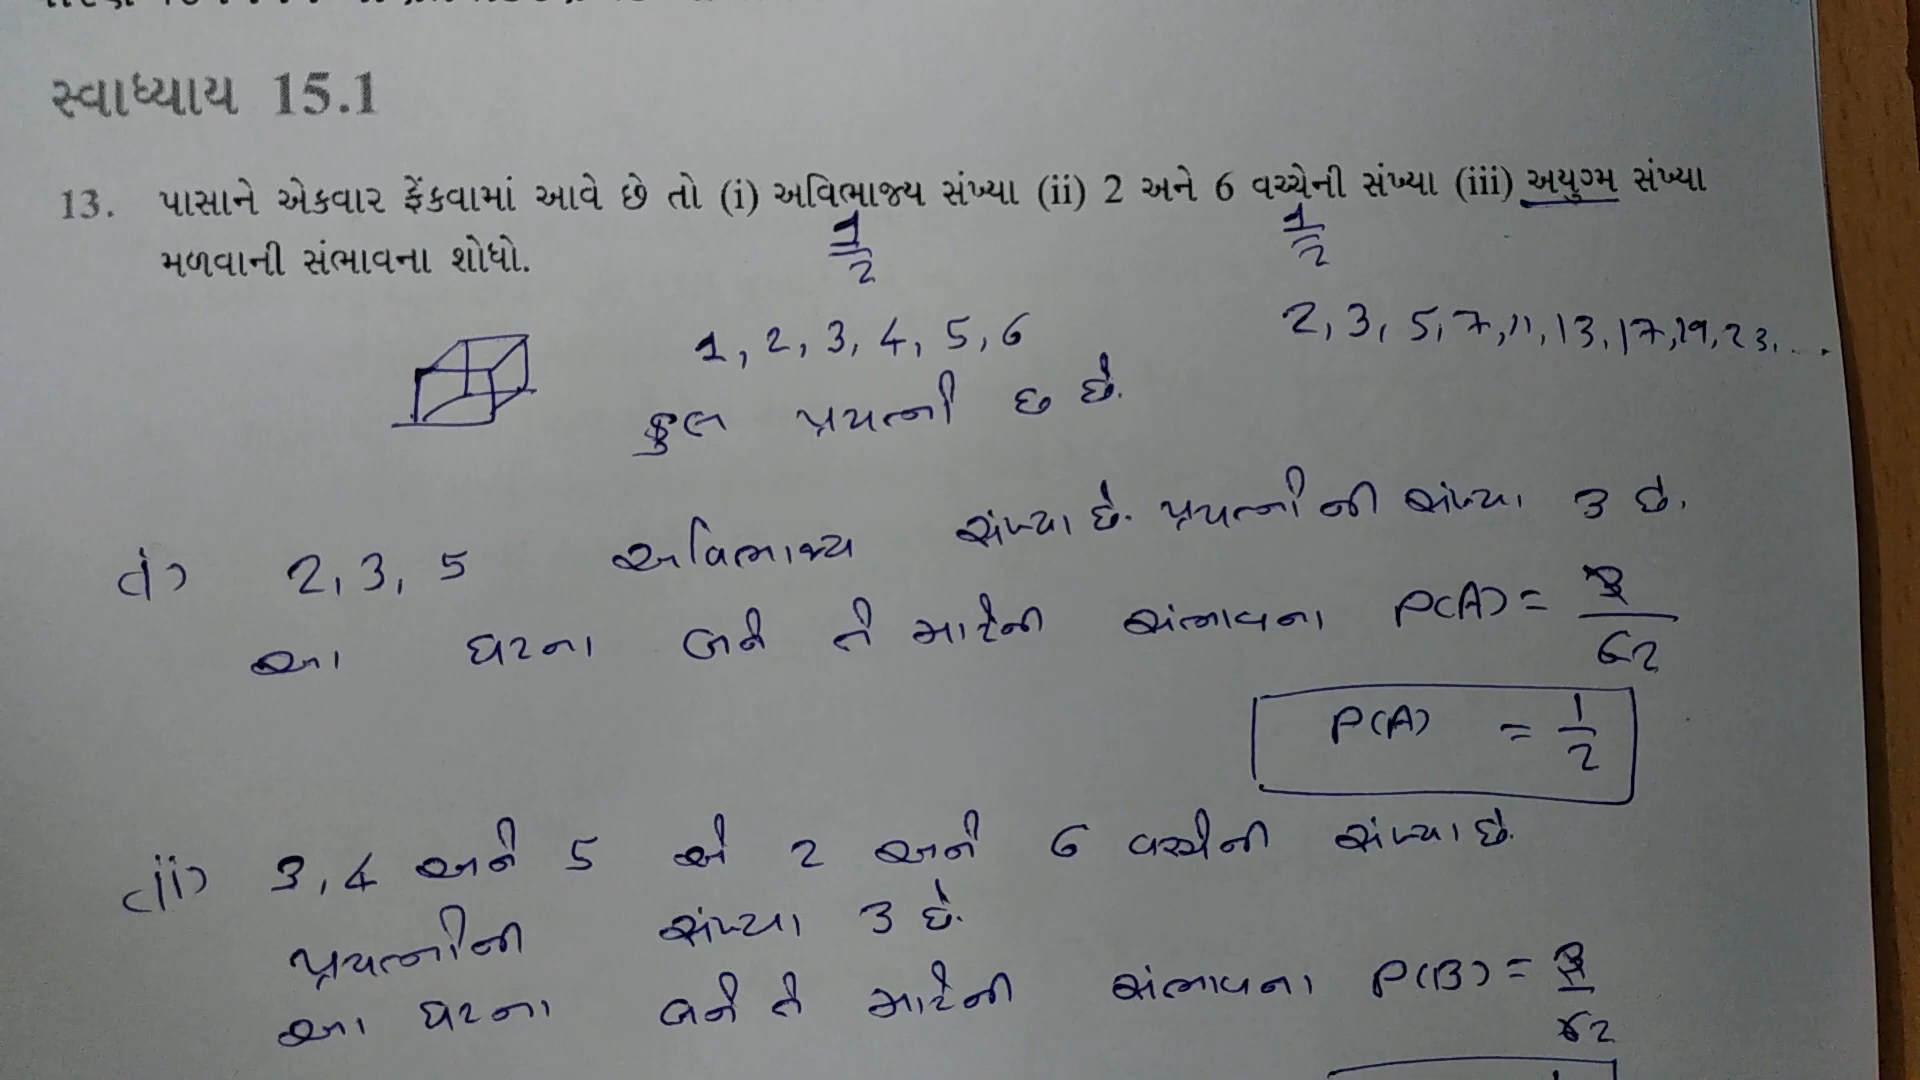 સ્વાધ્યાય 15.1
13. પાસાને એકવાર ફેંકવામાં આવે છે તો (i) અવિભાજ્ય સંખ્યા (ii) 2 અને 6 વચ્ચેની સંખ્યા (iii) અયુગ્મ સંખ્યા
મળવાની સંભાવના શોધો.
1/2 1/2
1, 2, 3, 4, 5, 6 2, 3, 5, 7, 11, 13, 17, 19, 23, ...
કુલ પ્રયત્નો છ છે.
(i) 2, 3, 5 અવિભાજ્ય સંખ્યા છે. પ્રયત્નોની સંખ્યા 3 છે.
આ ઘટના બને તે માટેની સંભાવના P(A) = 3/6 2
P(A) = 1/2
(ii) 3, 4 અને 5 એ 2 અને 6 વચ્ચેની સંખ્યા છે.
પ્રયત્નોની સંખ્યા 3 છે.
આ ઘટના બને તે માટેની સંભાવના P(B) = 3/6 2